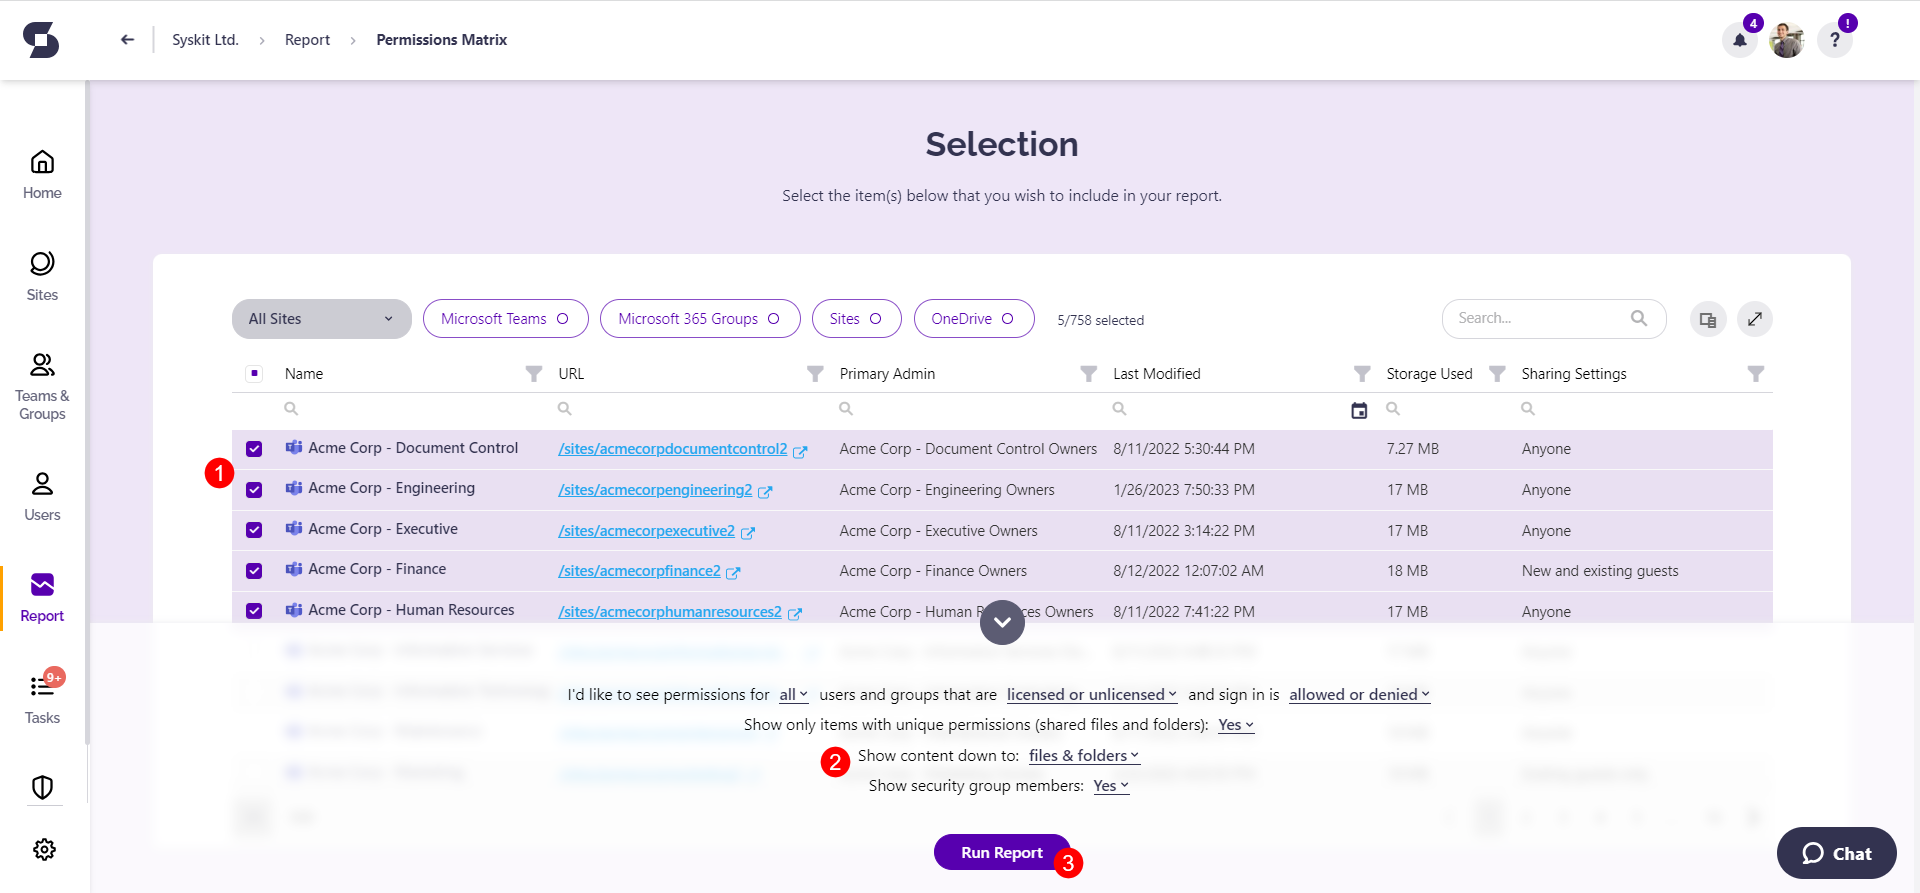 Syskit Ltd. > Report > Permissions Matrix
4
?
!
Home
Sites
Teams &
Groups
Users
Report
9+
Tasks
Selection
Select the item(s) below that you wish to include in your report.
All Sites Microsoft Teams Microsoft 365 Groups Sites OneDrive 5/758 selected Search...
Name URL Primary Admin Last Modified Storage Used Sharing Settings
Acme Corp - Document Control /sites/acmecorpdocumentcontrol2 Acme Corp - Document Control Owners 8/11/2022 5:30:44 PM 7.27 MB Anyone
1
Acme Corp - Engineering /sites/acmecorpengineering2 Acme Corp - Engineering Owners 1/26/2023 7:50:33 PM 17 MB Anyone
Acme Corp - Executive /sites/acmecorpexecutive2 Acme Corp - Executive Owners 8/11/2022 3:14:22 PM 17 MB Anyone
Acme Corp - Finance /sites/acmecorpfinance2 Acme Corp - Finance Owners 8/12/2022 12:07:02 AM 18 MB New and existing guests
Acme Corp - Human Resources /sites/acmecorphumanresources2 Acme Corp - Human R ces Owners 8/11/2022 7:41:22 PM 17 MB Anyone
I'd like to see permissions for all users and groups that are licensed or unlicensed and sign in is allowed or denied
Show only items with unique permissions (shared files and folders): Yes
2 Show content down to: files & folders
Show security group members: Yes
Run Report 3
Chat